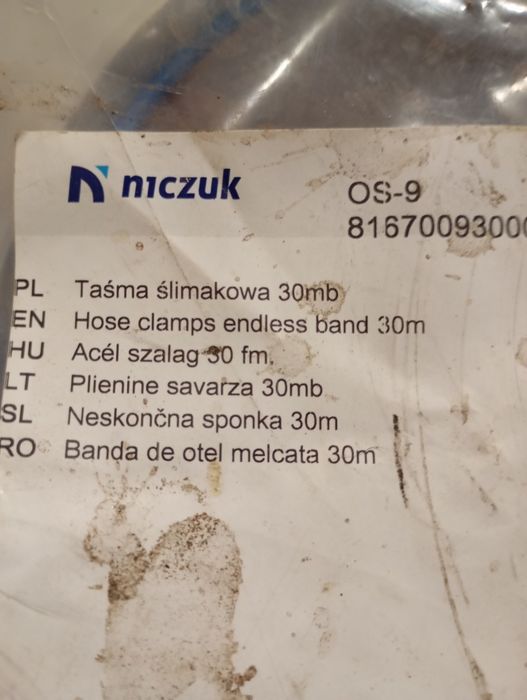 niczuk
OS-9
81670093000
PL Taśma ślimakowa 30mb
EN Hose clamps endless band 30m
HU Acél szalag 30 fm.
LT Plienine savarza 30mb
SL Neskončna sponka 30m
RO Banda de otel melcata 30m